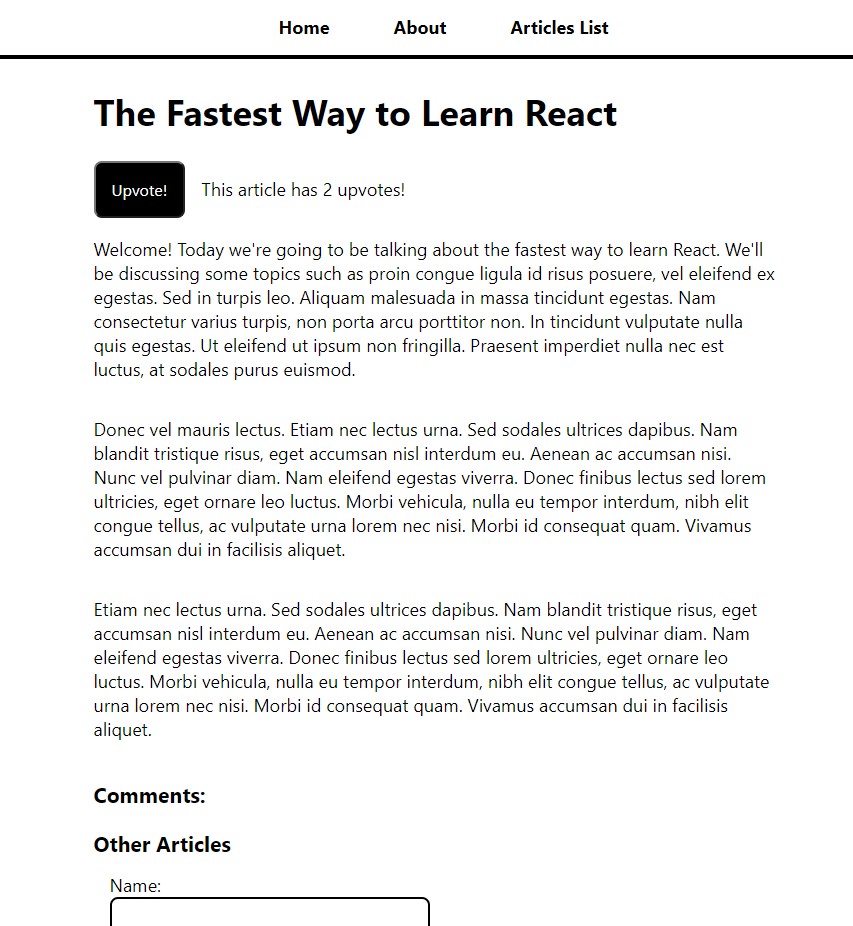 Home About Articles List
The Fastest Way to Learn React
Upvote! This article has 2 upvotes!
Welcome! Today we're going to be talking about the fastest way to learn React. We'll
be discussing some topics such as proin congue ligula id risus posuere, vel eleifend ex
egestas. Sed in turpis leo. Aliquam malesuada in massa tincidunt egestas. Nam
consectetur varius turpis, non porta arcu porttitor non. In tincidunt vulputate nulla
quis egestas. Ut eleifend ut ipsum non fringilla. Praesent imperdiet nulla nec est
luctus, at sodales purus euismod.
Donec vel mauris lectus. Etiam nec lectus urna. Sed sodales ultrices dapibus. Nam
blandit tristique risus, eget accumsan nisl interdum eu. Aenean ac accumsan nisi.
Nunc vel pulvinar diam. Nam eleifend egestas viverra. Donec finibus lectus sed lorem
ultricies, eget ornare leo luctus. Morbi vehicula, nulla eu tempor interdum, nibh elit
congue tellus, ac vulputate urna lorem nec nisi. Morbi id consequat quam. Vivamus
accumsan dui in facilisis aliquet.
Etiam nec lectus urna. Sed sodales ultrices dapibus. Nam blandit tristique risus, eget
accumsan nisl interdum eu. Aenean ac accumsan nisi. Nunc vel pulvinar diam. Nam
eleifend egestas viverra. Donec finibus lectus sed lorem ultricies, eget ornare leo
luctus. Morbi vehicula, nulla eu tempor interdum, nibh elit congue tellus, ac vulputate
urna lorem nec nisi. Morbi id consequat quam. Vivamus accumsan dui in facilisis
aliquet.
Comments:
Other Articles
Name: